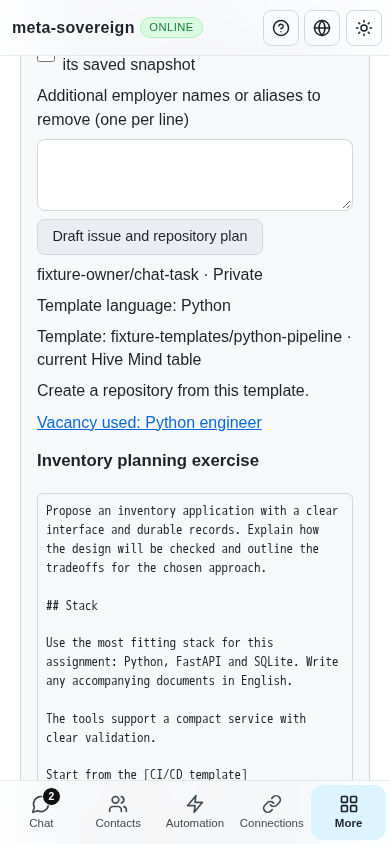 meta-sovereign ONLINE
its saved snapshot
Additional employer names or aliases to
remove (one per line)
Draft issue and repository plan
fixture-owner/chat-task · Private
Template language: Python
Template: fixture-templates/python-pipeline ·
current Hive Mind table
Create a repository from this template.
Vacancy used: Python engineer
Inventory planning exercise
Propose an inventory application with a clear
interface and durable records. Explain how
the design will be checked and outline the
tradeoffs for the chosen approach.
## Stack
Use the most fitting stack for this
assignment: Python, FastAPI and SQLite. Write
any accompanying documents in English.
The tools support a compact service with
clear validation.
Start from the [CI/CD template]
2
Chat Contacts Automation Connections More